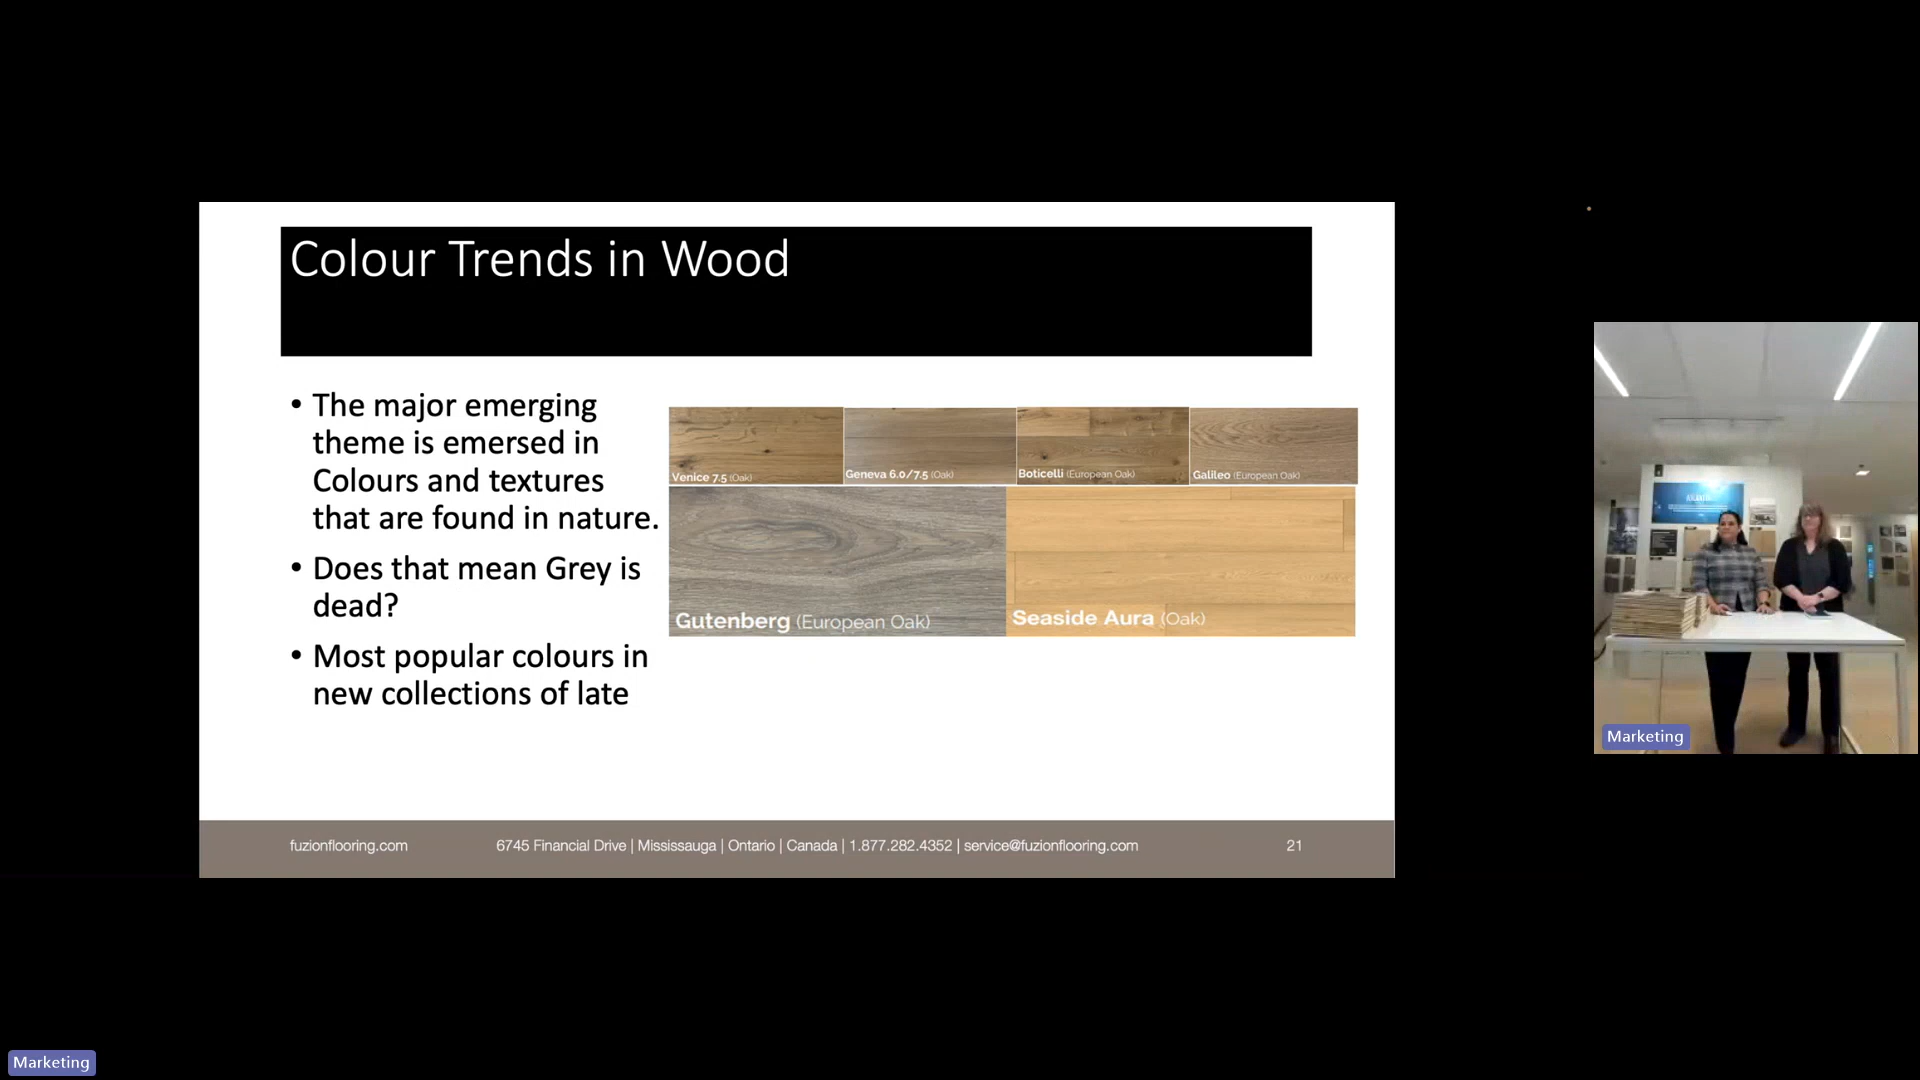 Colour Trends in Wood
• The major emerging
theme is emersed in
Colours and textures
that are found in nature.
• Does that mean Grey is
dead?
• Most popular colours in
new collections of late
Venice 7.5 (Oak)
Geneva 6.0/7.5 (Oak)
Boticelli (European Oak)
Galileo (European Oak)
Gutenberg (European Oak)
Seaside Aura (Oak)
fuzionflooring.com
6745 Financial Drive | Mississauga | Ontario | Canada | 1.877.282.4352 | service@fuzionflooring.com
21
Marketing
Marketing